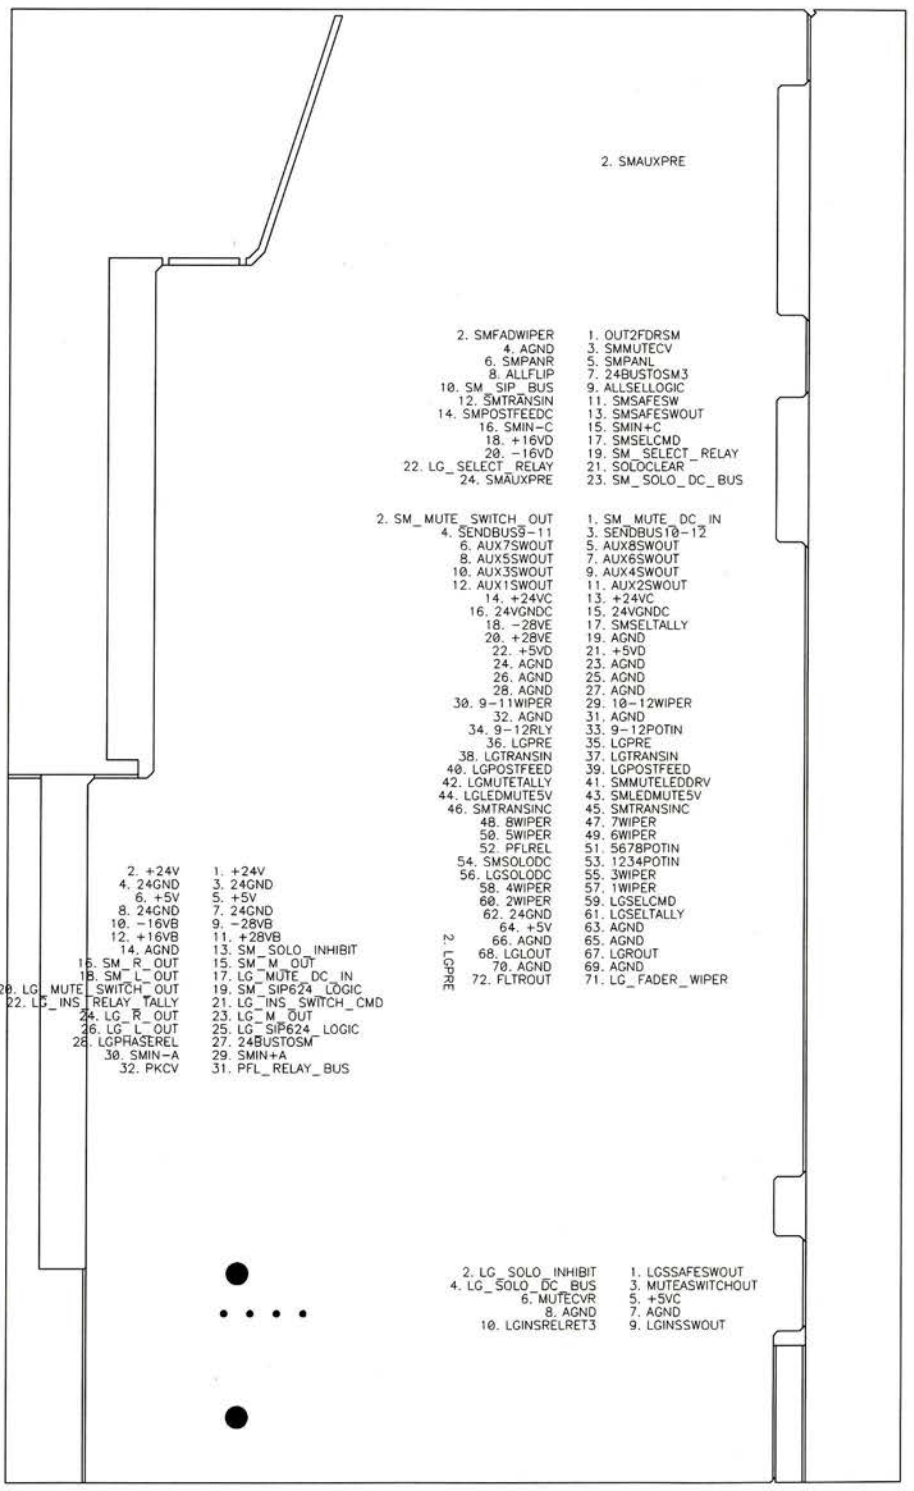 2. SMAUXPRE
2. SMFADWIPER 1. OUT2FDRSM
4. AGND 3. SMMUTECV
6. SMPANR 5. SMPANL
8. ALLFLIP 7. 24BUSTOSM3
10. SM_SIP_BUS 9. ALLSELLOGIC
12. SMTRANSIN 11. SMSAFESW
14. SMPOSTFEEDC 13. SMSAFESWOUT
16. SMIN-C 15. SMIN+C
18. +16VD 17. SMSELCMD
20. -16VD 19. SM_SELECT_RELAY
22. LG_SELECT_RELAY 21. SOLOCLEAR
24. SMAUXPRE 23. SM_SOLO_DC_BUS
2. SM_MUTE_SWITCH_OUT 1. SM_MUTE_DC_IN
4. SENDBUS9-11 3. SENDBUS10-12
6. AUX7SWOUT 5. AUX8SWOUT
8. AUX5SWOUT 7. AUX6SWOUT
10. AUX3SWOUT 9. AUX4SWOUT
12. AUX1SWOUT 11. AUX2SWOUT
14. +24VC 13. +24VC
16. 24VGNDC 15. 24VGNDC
18. -28VE 17. SMSELTALLY
20. +28VE 19. AGND
22. +5VD 21. +5VD
24. AGND 23. AGND
26. AGND 25. AGND
28. AGND 27. AGND
30. 9-11WIPER 29. 10-12WIPER
32. AGND 31. AGND
34. 9-12RLY 33. 9-12POTIN
36. LGPRE 35. LGPRE
38. LGTRANSIN 37. LGTRANSIN
40. LGPOSTFEED 39. LGPOSTFEED
42. LGMUTETALLY 41. SMMUTELEDDRV
44. LGLEDMUTE5V 43. SMLEDMUTE5V
46. SMTRANSINC 45. SMTRANSINC
48. 8WIPER 47. 7WIPER
50. 5WIPER 49. 6WIPER
52. PFLREL 51. 5678POTIN
54. SMSOLODC 53. 1234POTIN
56. LGSOLODC 55. 3WIPER
58. 4WIPER 57. 1WIPER
60. 2WIPER 59. LGSELCMD
62. 24GND 61. LGSELTALLY
64. +5V 63. AGND
66. AGND 65. AGND
68. LGLOUT 67. LGROUT
70. AGND 69. AGND
72. FLTROUT 71. LG_FADER_WIPER
2. LGPRE
2. +24V 1. +24V
4. 24GND 3. 24GND
6. +5V 5. +5V
8. 24GND 7. 24GND
10. -16VB 9. -28VB
12. +16VB 11. +28VB
14. AGND 13. SM_SOLO_INHIBIT
16. SM_R_OUT 15. SM_M_OUT
18. SM_L_OUT 17. LG_MUTE_DC_IN
20. LG_MUTE_SWITCH_OUT 19. SM_SIP624_LOGIC
22. LG_INS_RELAY_TALLY 21. LG_INS_SWITCH_CMD
24. LG_R_OUT 23. LG_M_OUT
26. LG_L_OUT 25. LG_SIP624_LOGIC
28. LGPHASEREL 27. 24BUSTOSM
30. SMIN-A 29. SMIN+A
32. PKCV 31. PFL_RELAY_BUS
2. LG_SOLO_INHIBIT 1. LGSSAFESWOUT
4. LG_SOLO_DC_BUS 3. MUTEASWITCHOUT
6. MUTECVR 5. +5VC
8. AGND 7. AGND
10. LGINSRELRET3 9. LGINSSWOUT